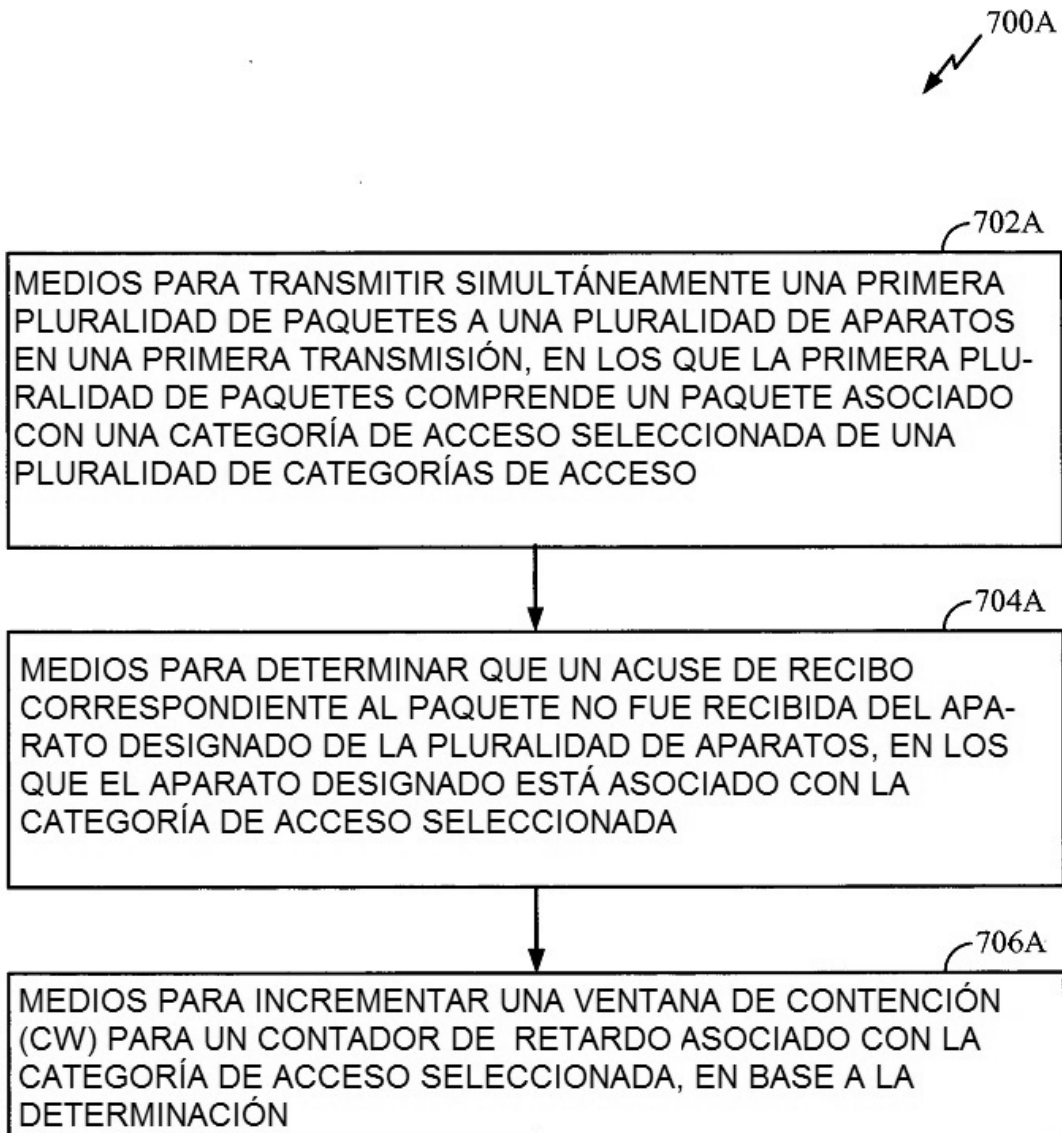 700A
702A
MEDIOS PARA TRANSMITIR SIMULTÁNEAMENTE UNA PRIMERA
PLURALIDAD DE PAQUETES A UNA PLURALIDAD DE APARATOS
EN UNA PRIMERA TRANSMISIÓN, EN LOS QUE LA PRIMERA PLU-
RALIDAD DE PAQUETES COMPRENDE UN PAQUETE ASOCIADO
CON UNA CATEGORÍA DE ACCESO SELECCIONADA DE UNA
PLURALIDAD DE CATEGORÍAS DE ACCESO
704A
MEDIOS PARA DETERMINAR QUE UN ACUSE DE RECIBO
CORRESPONDIENTE AL PAQUETE NO FUE RECIBIDA DEL APA-
RATO DESIGNADO DE LA PLURALIDAD DE APARATOS, EN LOS
QUE EL APARATO DESIGNADO ESTÁ ASOCIADO CON LA
CATEGORÍA DE ACCESO SELECCIONADA
706A
MEDIOS PARA INCREMENTAR UNA VENTANA DE CONTENCIÓN
(CW) PARA UN CONTADOR DE RETARDO ASOCIADO CON LA
CATEGORÍA DE ACCESO SELECCIONADA, EN BASE A LA
DETERMINACIÓN